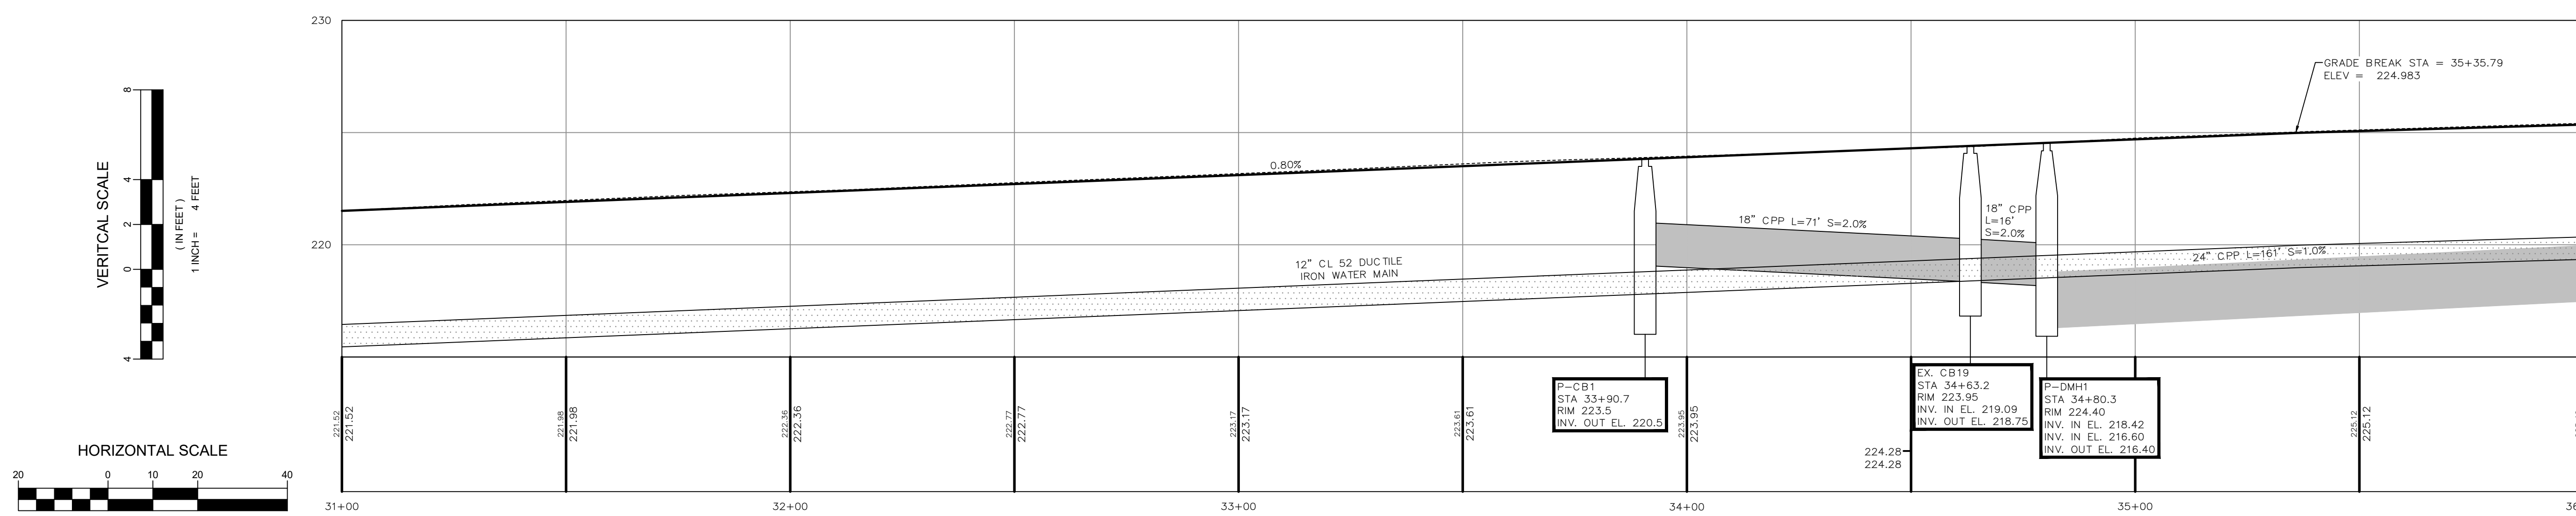 230
GRADE BREAK STA = 35+35.79
ELEV = 224.983
8
4
2
0
4
VERITCAL SCALE
( IN FEET )
1 INCH = 4 FEET
0.80%
18" CPP L=71' S=2.0%
18" CPP
L=16'
S=2.0%
220
12" CL 52 DUCTILE
IRON WATER MAIN
24" CPP L=161' S=1.0%
P-CB1
STA 33+90.7
RIM 223.5
INV. OUT EL. 220.5
EX. CB19
STA 34+63.2
RIM 223.95
INV. IN EL. 219.09
INV. OUT EL. 218.75
P-DMH1
STA 34+80.3
RIM 224.40
INV. IN EL. 218.42
INV. IN EL. 216.60
INV. OUT EL. 216.40
221.52
221.52
221.98
221.98
222.36
222.36
222.77
222.77
223.17
223.17
223.61
223.61
223.95
223.95
224.28
224.28
225.12
225.12
HORIZONTAL SCALE
20 0 10 20 40
31+00 32+00 33+00 34+00 35+00